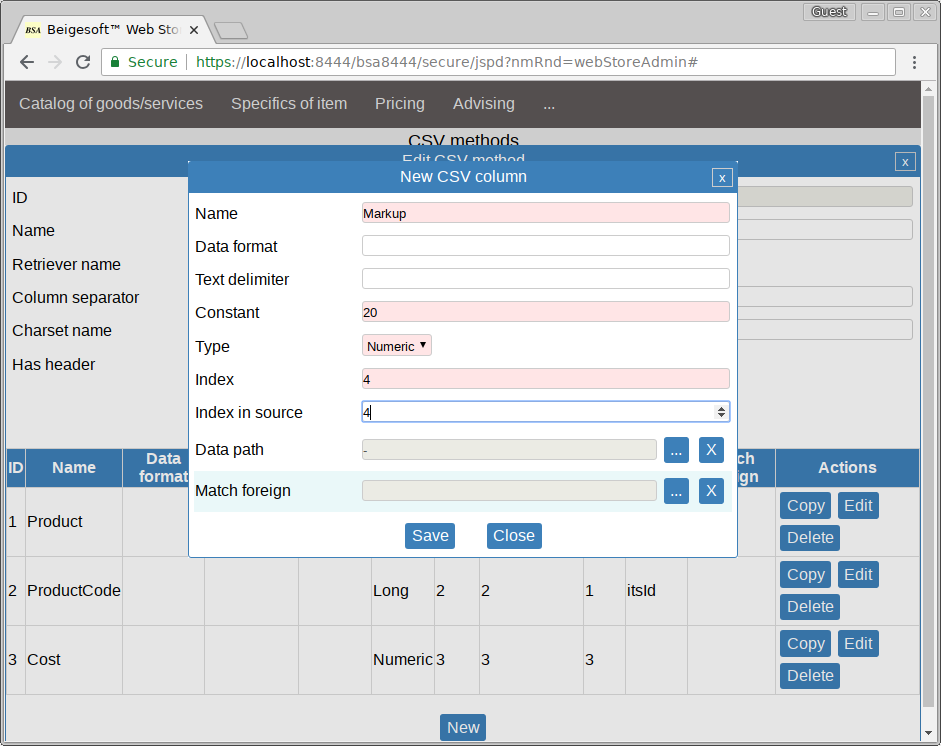 Guest
BSA Beigesoft™ Web Sto
Secure https://localhost:8444/bsa8444/secure/jspd?nmRnd=webStoreAdmin#
Catalog of goods/services Specifics of item Pricing Advising ...
CSV methods
Edit CSV method x
New CSV column x
ID
Name
Retriever name
Column separator
Charset name
Has header
Name Markup
Data format
Text delimiter
Constant 20
Type Numeric
Index 4
Index in source 4
Data path - ... X
Match foreign ... X
Save Close
ID Name Data format Actions
1 Product Copy Edit
Delete
2 ProductCode Long 2 2 1 itsId Copy Edit
Delete
3 Cost Numeric 3 3 3 Copy Edit
Delete
New